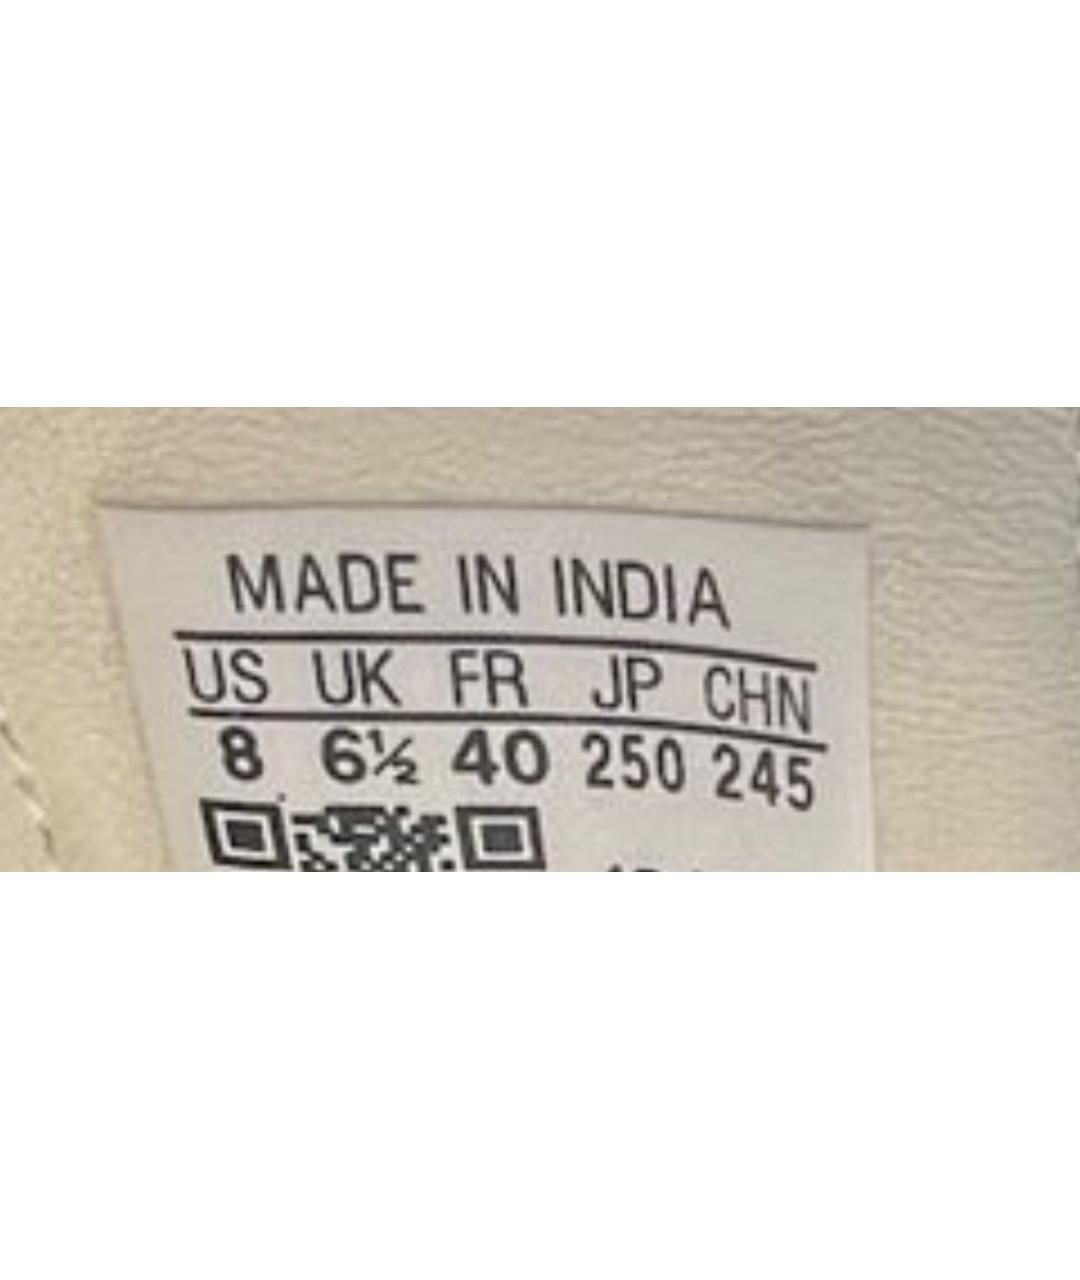 MADE IN INDIA
US UK FR JP CHN
8 6½ 40 250 245